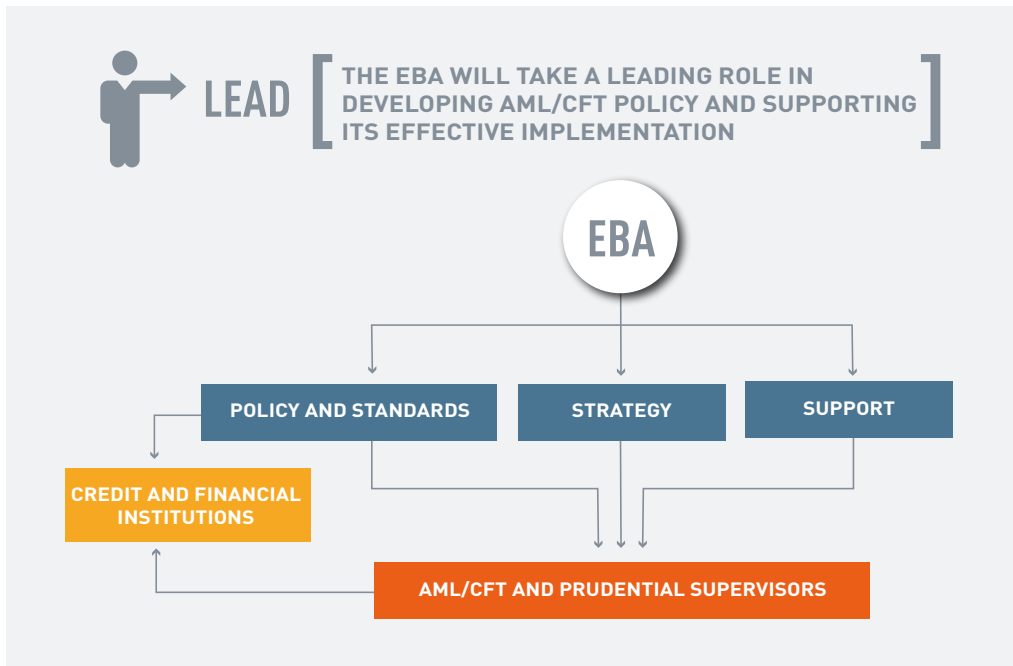 LEAD
THE EBA WILL TAKE A LEADING ROLE IN
DEVELOPING AML/CFT POLICY AND SUPPORTING
ITS EFFECTIVE IMPLEMENTATION
EBA
POLICY AND STANDARDS
STRATEGY
SUPPORT
CREDIT AND FINANCIAL
INSTITUTIONS
AML/CFT AND PRUDENTIAL SUPERVISORS